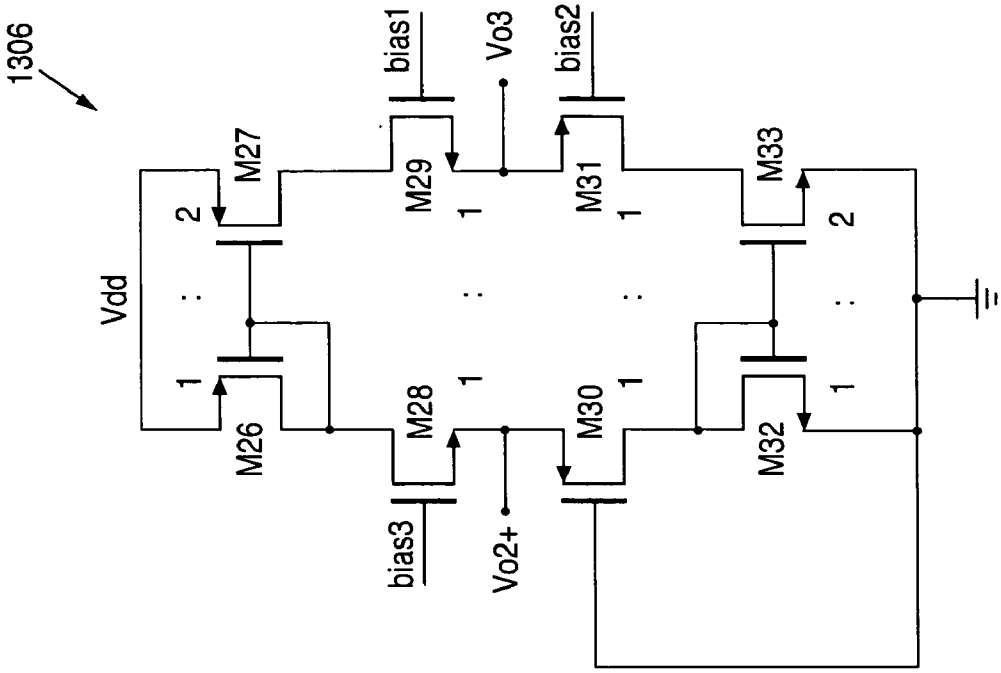 1306
Vdd
M26
1
:
2
M27
bias3
M28
1
:
1
M29
bias1
Vo2+
Vo3
M30
1
:
1
M31
bias2
M32
1
:
2
M33